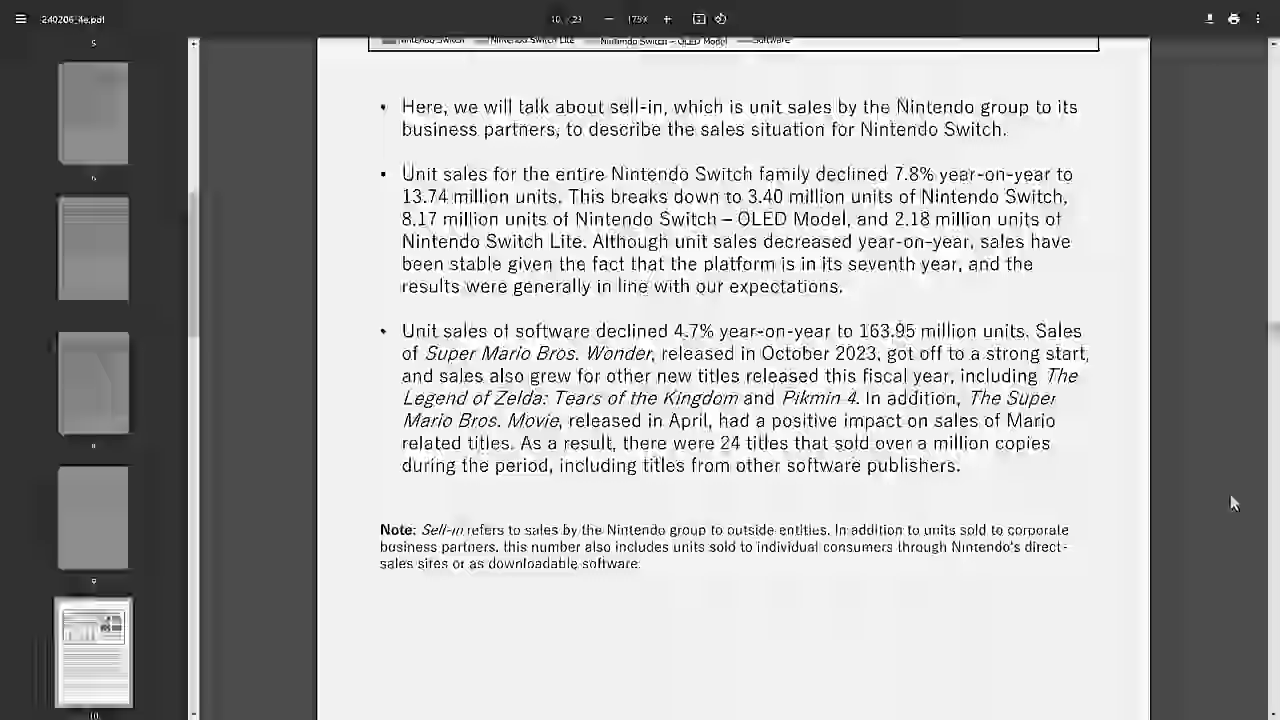 240206_4e.pdf
10 / 23
175%
5
6
8
9
10
Nintendo Switch Nintendo Switch Lite Nintendo Switch – OLED Model Software
• Here, we will talk about sell-in, which is unit sales by the Nintendo group to its
business partners, to describe the sales situation for Nintendo Switch.
• Unit sales for the entire Nintendo Switch family declined 7.8% year-on-year to
13.74 million units. This breaks down to 3.40 million units of Nintendo Switch,
8.17 million units of Nintendo Switch – OLED Model, and 2.18 million units of
Nintendo Switch Lite. Although unit sales decreased year-on-year, sales have
been stable given the fact that the platform is in its seventh year, and the
results were generally in line with our expectations.
• Unit sales of software declined 4.7% year-on-year to 163.95 million units. Sales
of Super Mario Bros. Wonder, released in October 2023, got off to a strong start,
and sales also grew for other new titles released this fiscal year, including The
Legend of Zelda: Tears of the Kingdom and Pikmin 4. In addition, The Super
Mario Bros. Movie, released in April, had a positive impact on sales of Mario
related titles. As a result, there were 24 titles that sold over a million copies
during the period, including titles from other software publishers.
Note: Sell-in refers to sales by the Nintendo group to outside entities. In addition to units sold to corporate
business partners, this number also includes units sold to individual consumers through Nintendo's direct-
sales sites or as downloadable software.